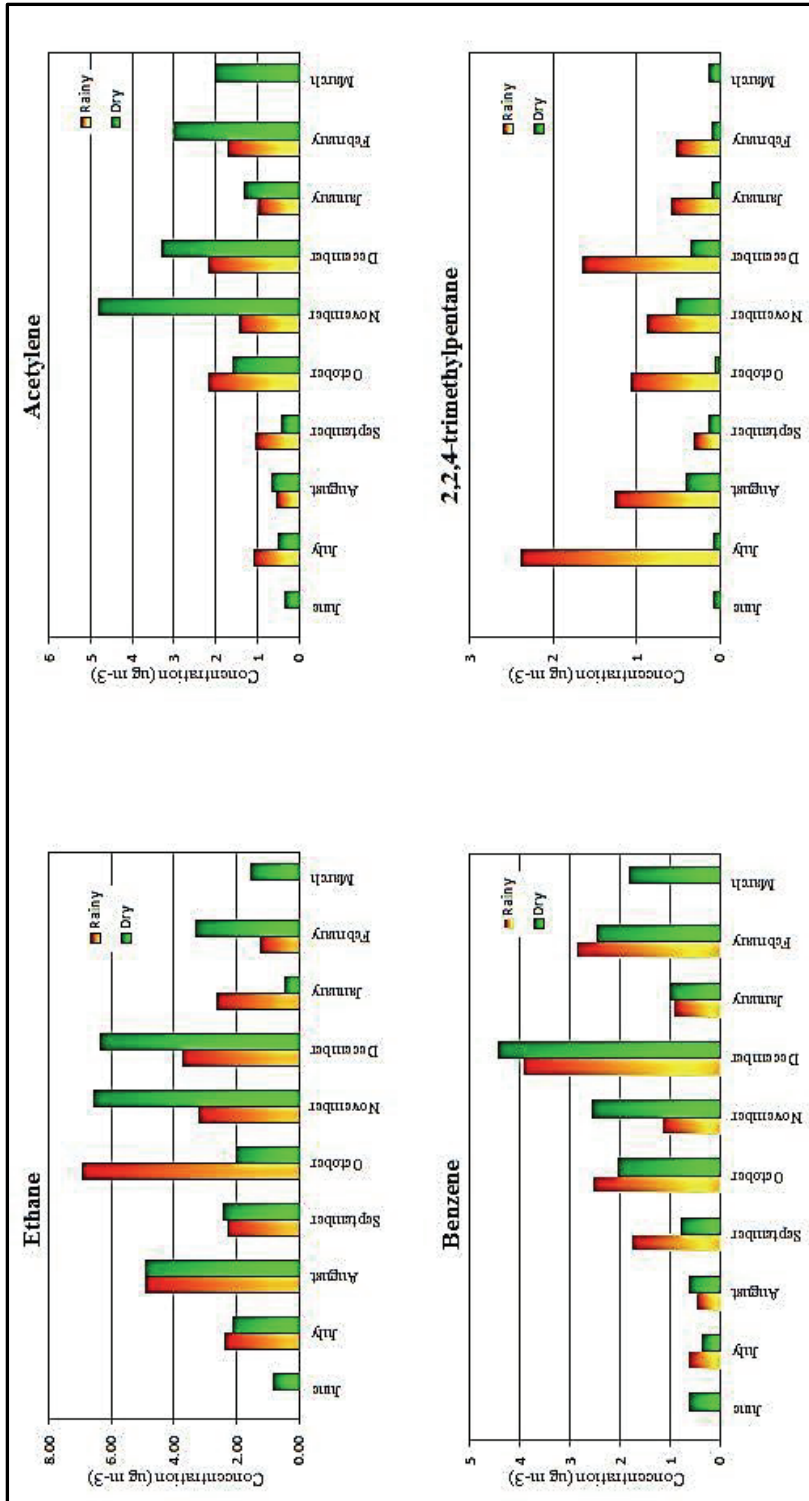 Ethane
Concentration (ug m-3)
8.00
6.00
4.00
2.00
0.00
Rainy
Dry
June
July
August
September
October
November
December
January
February
March
Acetylene
Concentration (ug m-3)
6
5
4
3
2
1
0
Rainy
Dry
June
July
August
September
October
November
December
January
February
March
Benzene
Concentration (ug m-3)
5
4
3
2
1
0
Rainy
Dry
June
July
August
September
October
November
December
January
February
March
2,2,4-trimethylpentane
Concentration (ug m-3)
3
2
1
0
Rainy
Dry
June
July
August
September
October
November
December
January
February
March